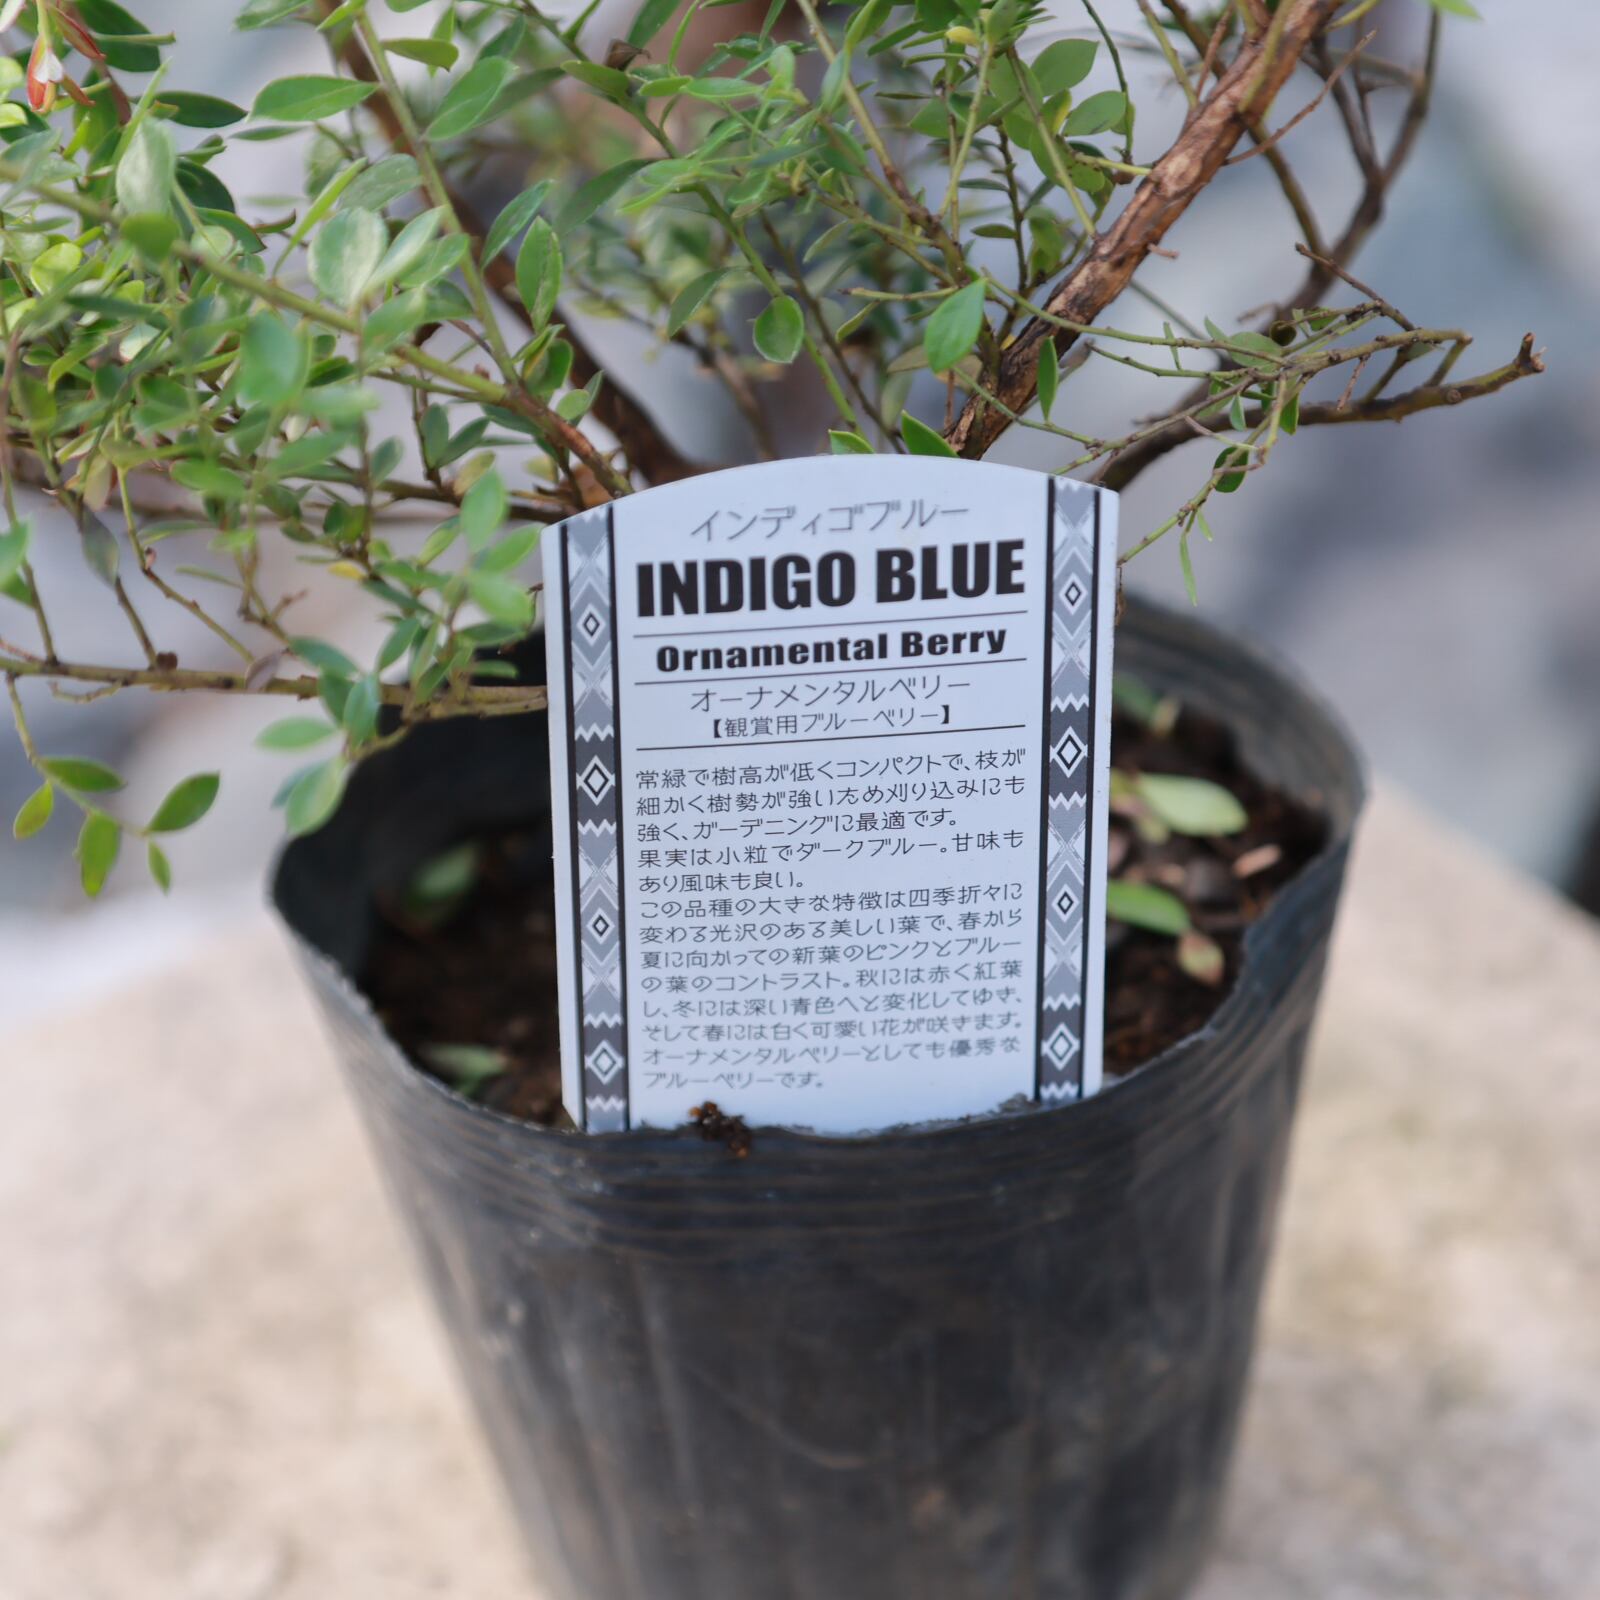 インディゴブルー
INDIGO BLUE
Ornamental Berry
オーナメンタルベリー
【観賞用ブルーベリー】
常緑で樹高が低くコンパクトで、枝が
細かく樹勢が強いため刈り込みにも
強く、ガーデニングに最適です。
果実は小粒でダークブルー。甘味も
あり風味も良い。
この品種の大きな特徴は四季折々に
変わる光沢のある美しい葉で、春から
夏に向かっての新葉のピンクとブルー
の葉のコントラスト。秋には赤く紅葉
し、冬には深い青色へと変化してゆき、
そして春には白く可愛い花が咲きます。
オーナメンタルベリーとしても優秀な
ブルーベリーです。